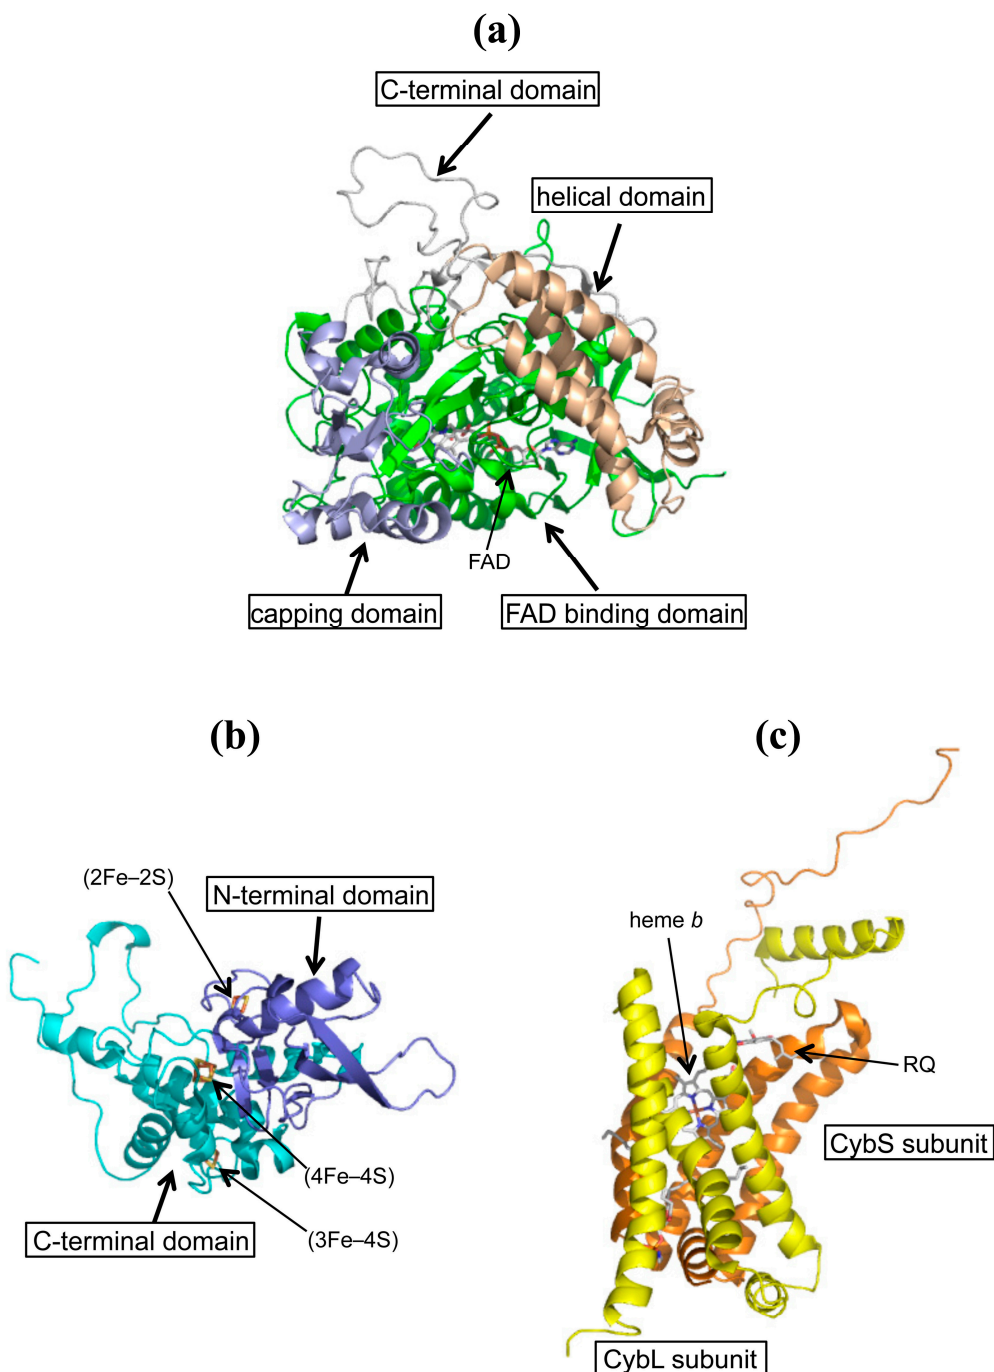 (a)
C-terminal domain
helical domain
FAD
capping domain
FAD binding domain
(b)
(c)
(2Fe–2S)
N-terminal domain
heme b
RQ
CybS subunit
(4Fe–4S)
C-terminal domain
(3Fe–4S)
CybL subunit